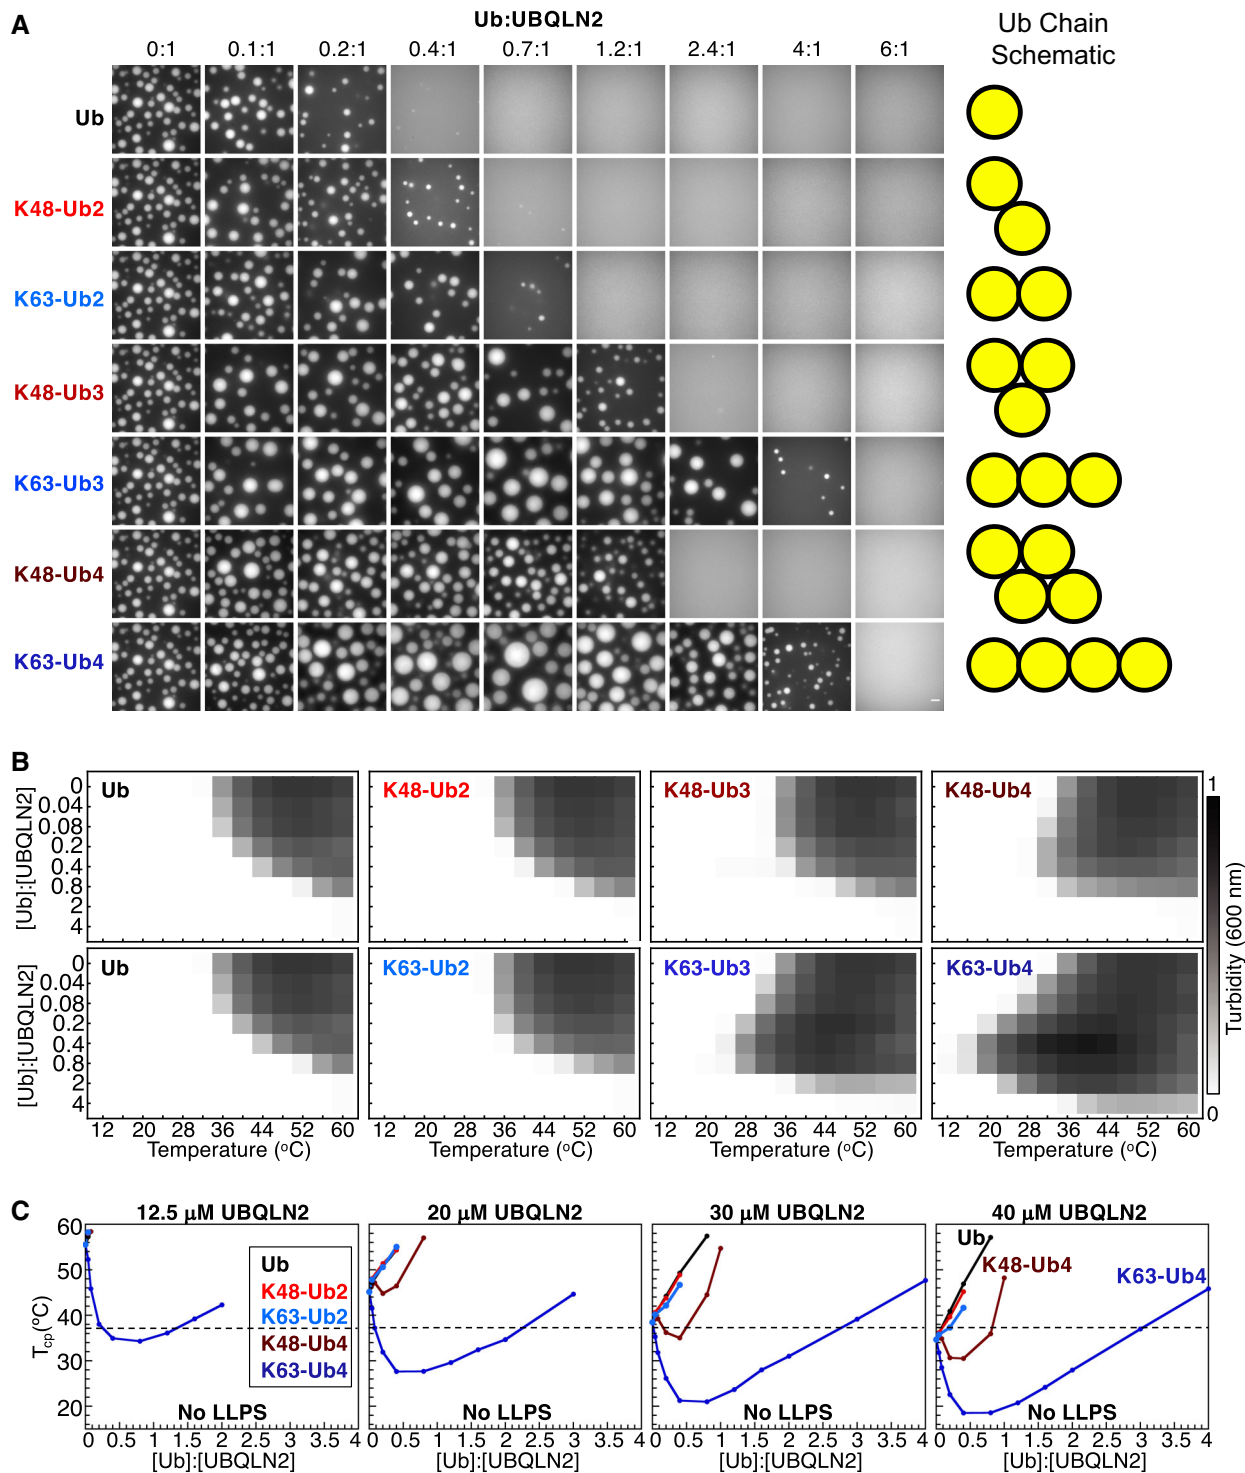 A
Ub:UBQLN2
Ub Chain
Schematic
0:1 0.1:1 0.2:1 0.4:1 0.7:1 1.2:1 2.4:1 4:1 6:1
Ub
K48-Ub2
K63-Ub2
K48-Ub3
K63-Ub3
K48-Ub4
K63-Ub4
B
[Ub]:[UBQLN2]
0
0.04
0.08
0.2
0.4
0.8
2
4
Ub
K48-Ub2
K48-Ub3
K48-Ub4
[Ub]:[UBQLN2]
0
0.04
0.08
0.2
0.4
0.8
2
4
Ub
K63-Ub2
K63-Ub3
K63-Ub4
1
Turbidity (600 nm)
0
12 20 28 36 44 52 60
12 20 28 36 44 52 60
12 20 28 36 44 52 60
12 20 28 36 44 52 60
Temperature (°C)
Temperature (°C)
Temperature (°C)
Temperature (°C)
C
12.5 µM UBQLN2
20 µM UBQLN2
30 µM UBQLN2
40 µM UBQLN2
Tcp(°C)
60
50
40
30
20
Ub
K48-Ub2
K63-Ub2
K48-Ub4
K63-Ub4
Ub
K48-Ub4
K63-Ub4
No LLPS
No LLPS
No LLPS
No LLPS
0 0.5 1 1.5 2 2.5 3 3.5 4
0 0.5 1 1.5 2 2.5 3 3.5 4
0 0.5 1 1.5 2 2.5 3 3.5 4
0 0.5 1 1.5 2 2.5 3 3.5 4
[Ub]:[UBQLN2]
[Ub]:[UBQLN2]
[Ub]:[UBQLN2]
[Ub]:[UBQLN2]